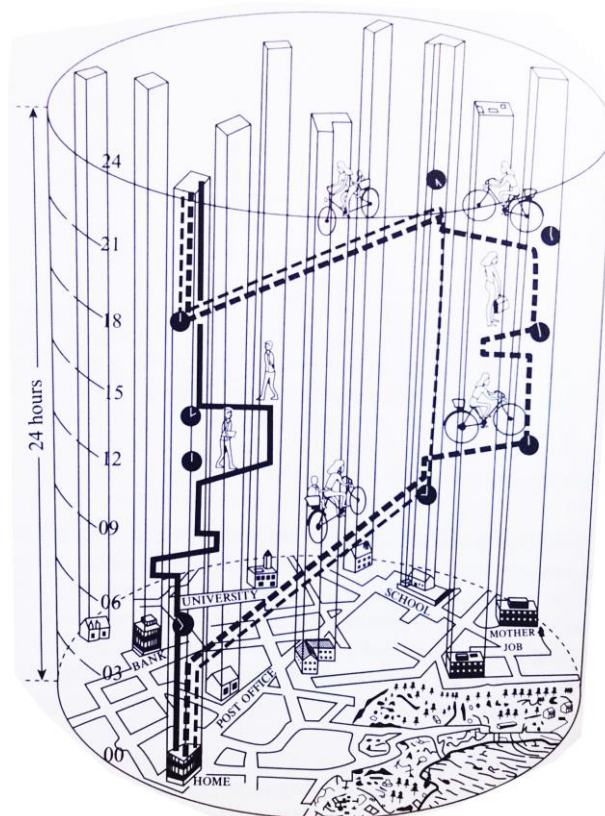 24
21
18
15
12
09
06
03
00
24 hours
UNIVERSITY
SCHOOL
BANK
POST OFFICE
MOTHER
JOB
HOME